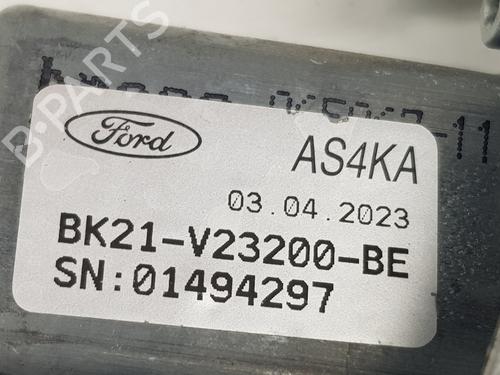 B-PARTS
Ford
AS4KA
03.04.2023
BK21-V23200-BE
SN:01494297